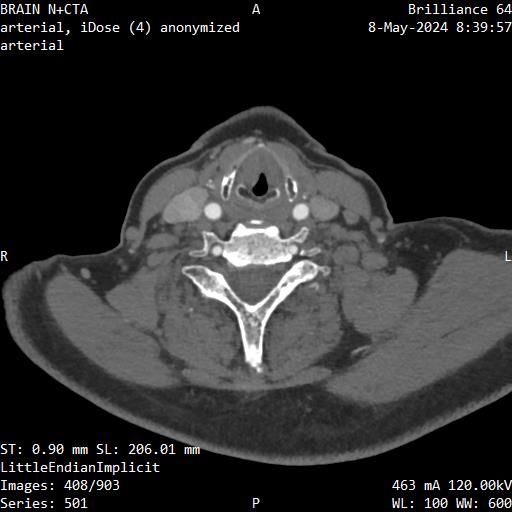 BRAIN N+CTA
arterial, iDose (4) anonymized
arterial
A
Brilliance 64
8-May-2024 8:39:57
R
L
ST: 0.90 mm SL: 206.01 mm
LittleEndianImplicit
Images: 408/903
Series: 501
P
463 mA 120.00kV
WL: 100 WW: 600